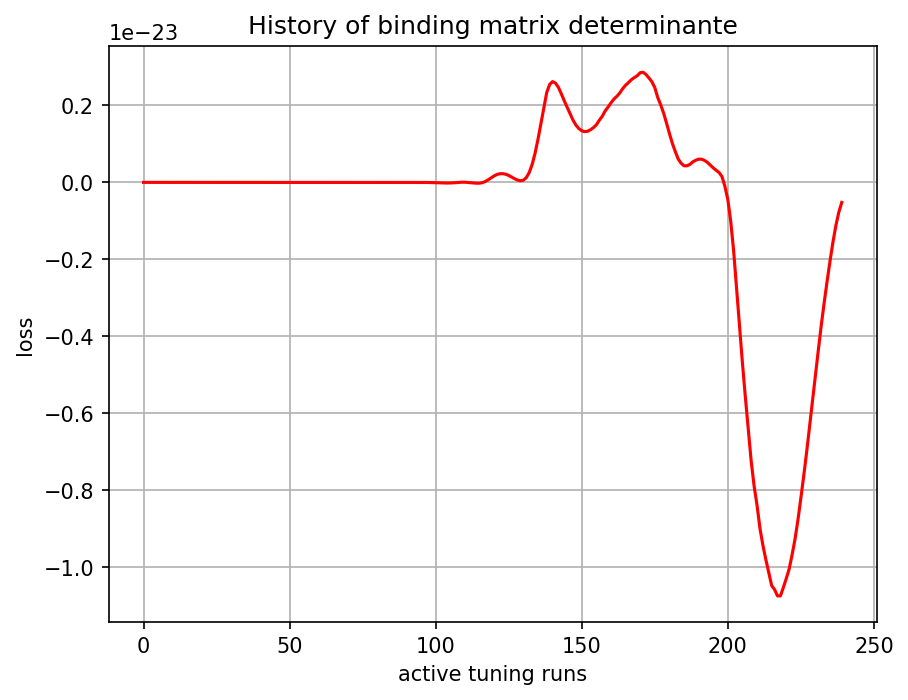 History of binding matrix determinante
1e−23
0.2
0.0
−0.2
−0.4
−0.6
−0.8
−1.0
loss
0 50 100 150 200 250
active tuning runs